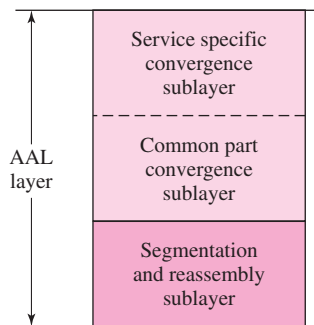 Service specific
convergence
sublayer
AAL
layer
Common part
convergence
sublayer
Segmentation
and reassembly
sublayer